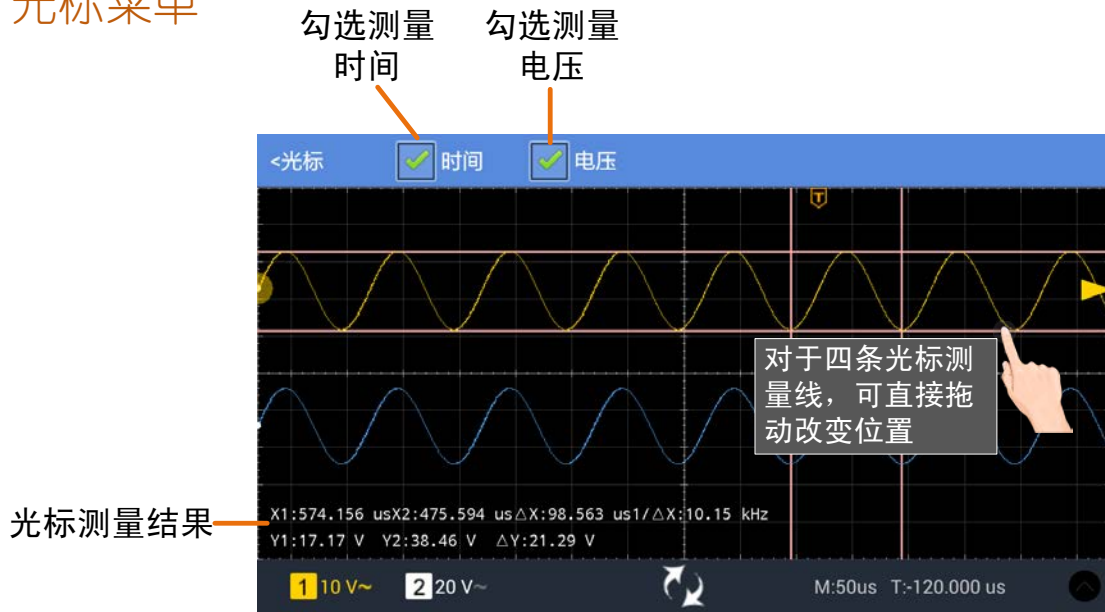 光标菜单
勾选测量
时间
勾选测量
电压
<光标 时间 电压
T
对于四条光标测
量线，可直接拖
动改变位置
光标测量结果
X1:574.156 usX2:475.594 us△X:98.563 us1/△X:10.15 kHz
Y1:17.17 V Y2:38.46 V △Y:21.29 V
1 10 V~ 2 20 V~ M:50us T:-120.000 us